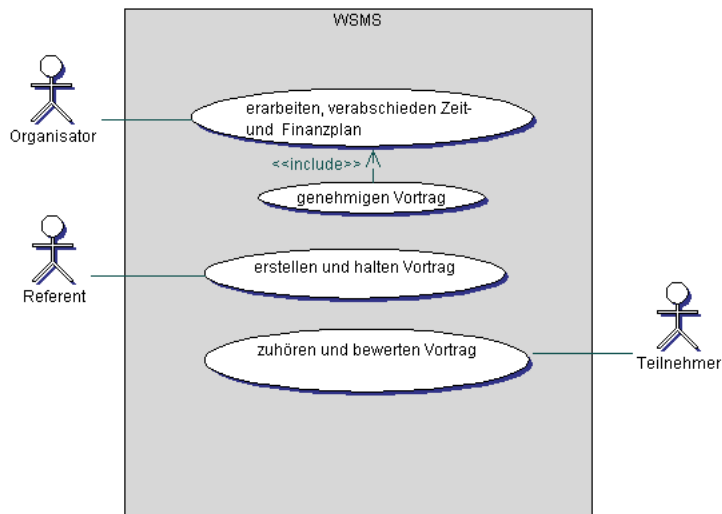 WSMS
erarbeiten, verabschieden Zeit-
und Finanzplan
Organisator
<<include>>
genehmigen Vortrag
erstellen und halten Vortrag
Referent
zuhören und bewerten Vortrag
Teilnehmer